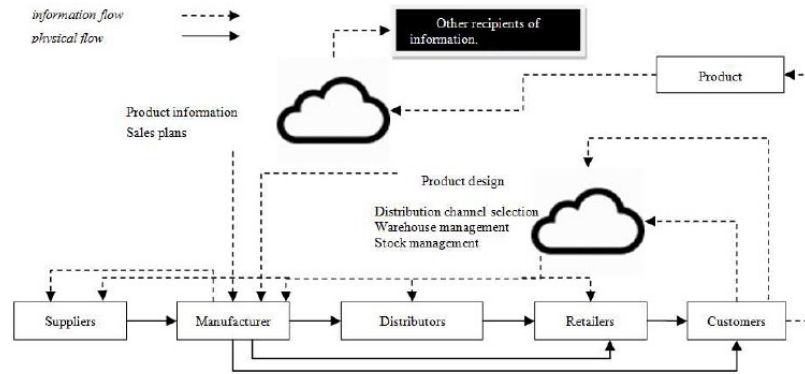 information flow
physical flow
Other recipients of
information.
Product
Product information
Sales plans
Product design
Distribution channel selection
Warehouse management
Stock management
Suppliers
Manufacturer
Distributors
Retailers
Customers